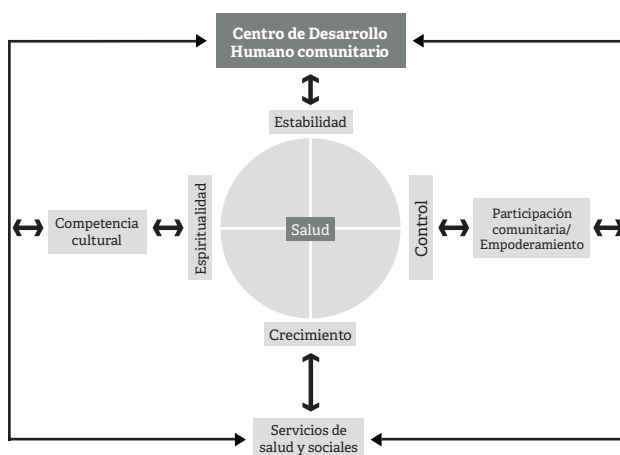 Centro de Desarrollo
Humano comunitario
Estabilidad
Competencia
cultural
Espiritualidad
Salud
Control
Participación
comunitaria/
Empoderamiento
Crecimiento
Servicios de
salud y sociales